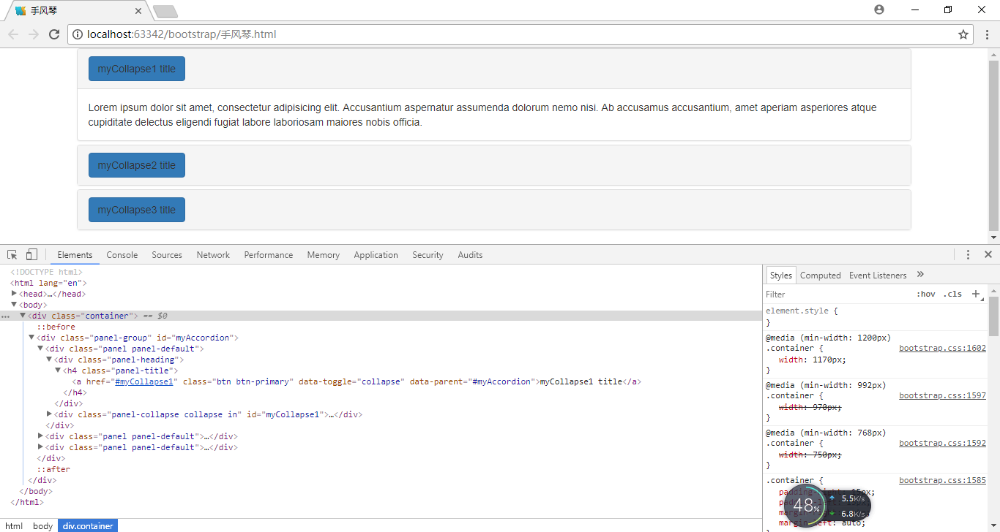 手风琴
localhost:63342/bootstrap/手风琴.html
myCollapse1 title
Lorem ipsum dolor sit amet, consectetur adipisicing elit. Accusantium aspernatur assumenda dolorum nemo nisi. Ab accusamus accusantium, amet aperiam asperiores atque
cupiditate delectus eligendi fugiat labore laboriosam maiores nobis officia.
myCollapse2 title
myCollapse3 title
Elements Console Sources Network Performance Memory Application Security Audits
<!DOCTYPE html>
<html lang="en">
<head>…</head>
<body>
… <div class="container"> == $0
::before
<div class="panel-group" id="myAccordion">
<div class="panel panel-default">
<div class="panel-heading">
<h4 class="panel-title">
<a href="#myCollapse1" class="btn btn-primary" data-toggle="collapse" data-parent="#myAccordion">myCollapse1 title</a>
</h4>
</div>
<div class="panel-collapse collapse in" id="myCollapse1">…</div>
</div>
<div class="panel panel-default">…</div>
<div class="panel panel-default">…</div>
</div>
::after
</div>
</body>
</html>
html body div.container
Styles Computed Event Listeners »
Filter :hov .cls +
element.style {
}
@media (min-width: 1200px)
.container { bootstrap.css:1602
width: 1170px;
}
@media (min-width: 992px)
.container { bootstrap.css:1597
width: 970px;
}
@media (min-width: 768px)
.container { bootstrap.css:1592
width: 750px;
}
.container { bootstrap.css:1585
padding-right: 15px;
padding-left: 15px;
auto;
margin-left: auto;
48%
5.5K/s
6.8K/s